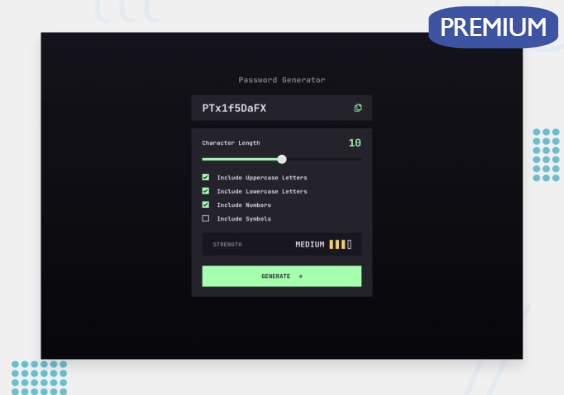 PREMIUM
Password Generator
PTx1f5DaFX
Character Length 10
Include Uppercase Letters
Include Lowercase Letters
Include Numbers
Include Symbols
STRENGTH MEDIUM
GENERATE →